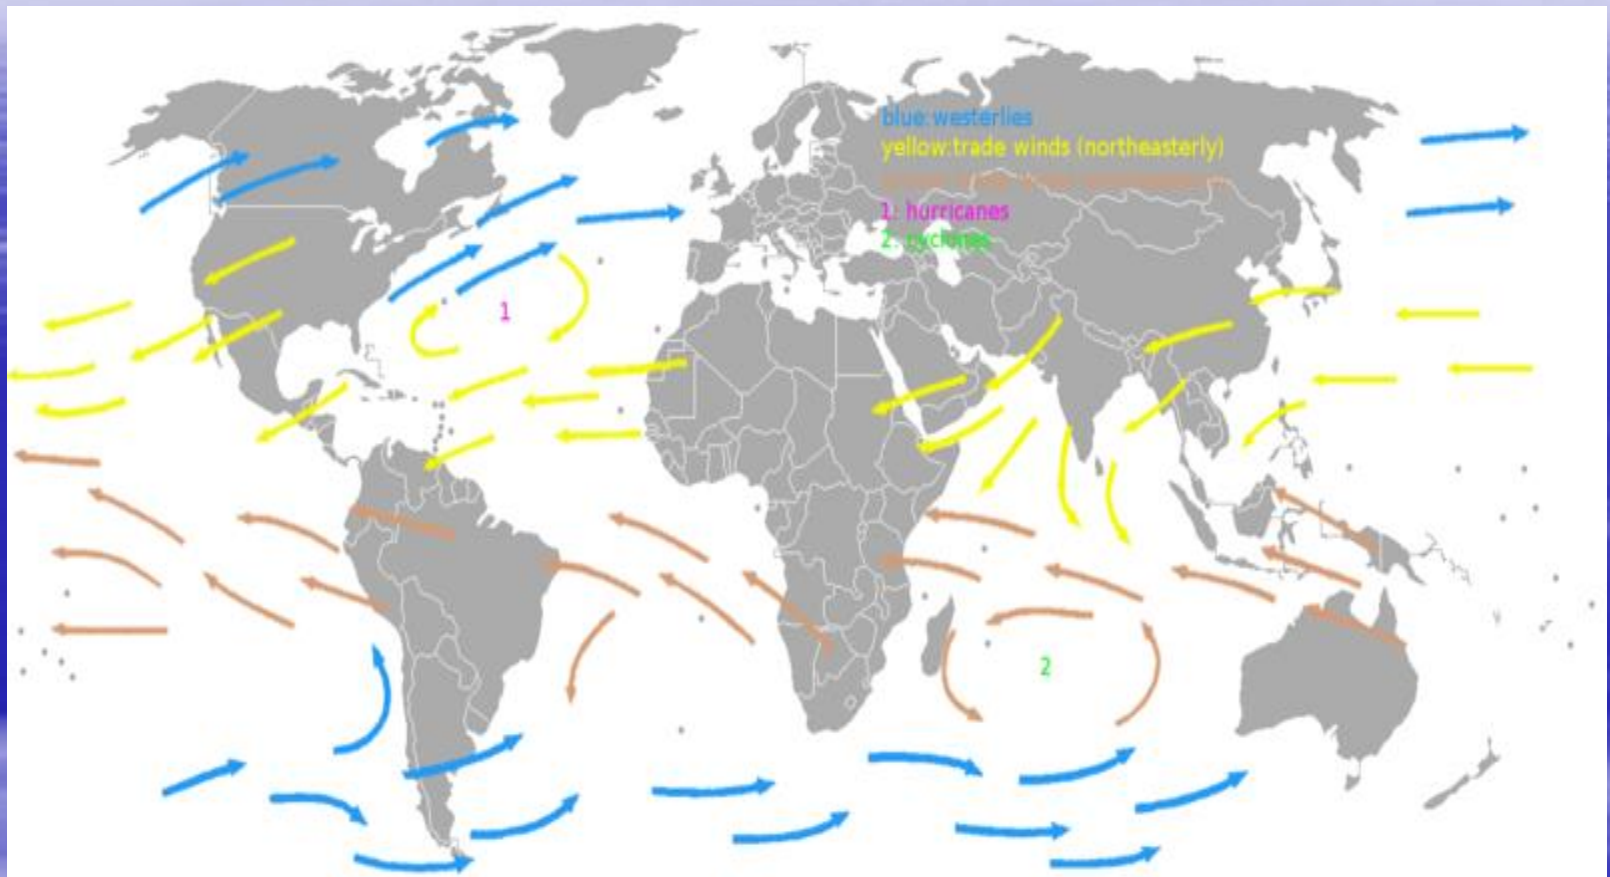 blue:westerlies
yellow:trade winds (northeasterly)
1: hurricanes
2: cyclones
1
2